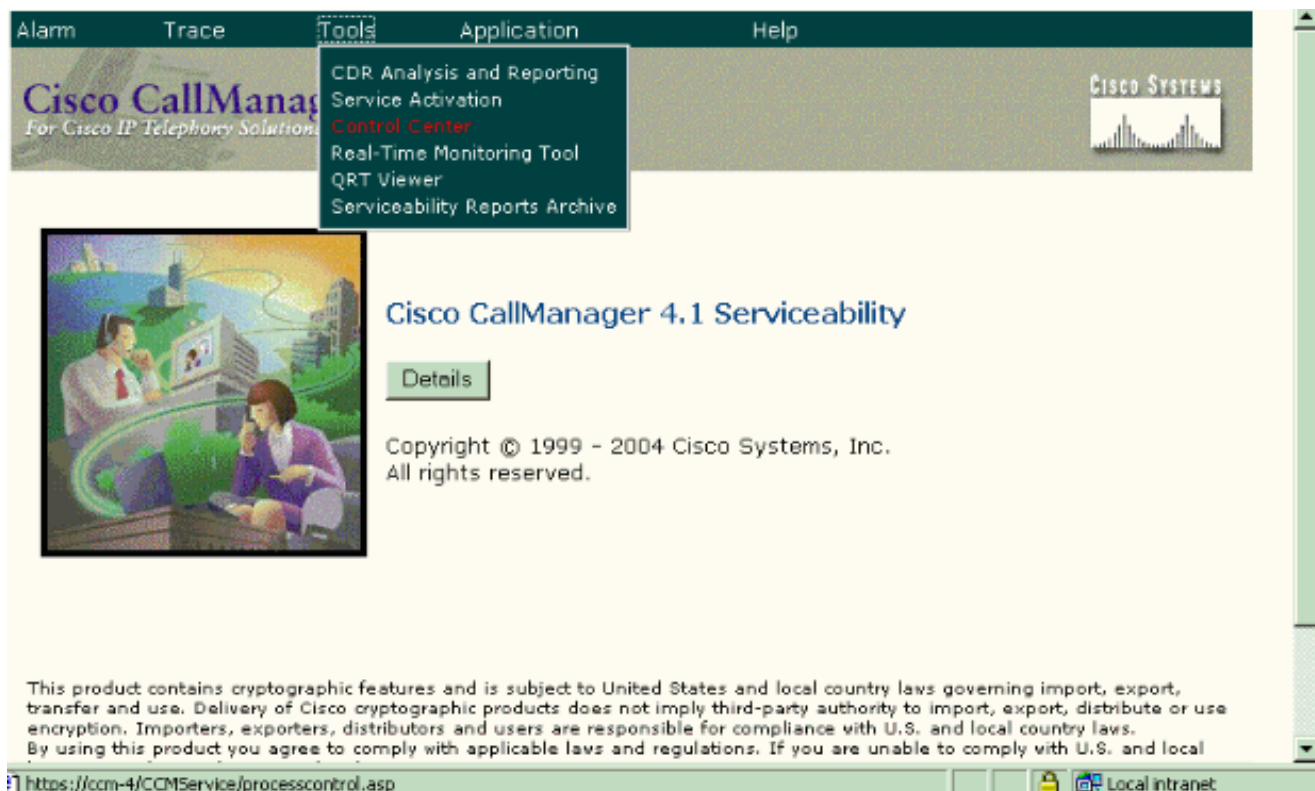 Alarm Trace Tools Application Help
CDR Analysis and Reporting
Service Activation
Control Center
Real-Time Monitoring Tool
QRT Viewer
Serviceability Reports Archive
Cisco CallManag
For Cisco IP Telephony Solution
CISCO SYSTEMS
Cisco CallManager 4.1 Serviceability
Details
Copyright © 1999 - 2004 Cisco Systems, Inc.
All rights reserved.
This product contains cryptographic features and is subject to United States and local country laws governing import, export,
transfer and use. Delivery of Cisco cryptographic products does not imply third-party authority to import, export, distribute or use
encryption. Importers, exporters, distributors and users are responsible for compliance with U.S. and local country laws.
By using this product you agree to comply with applicable laws and regulations. If you are unable to comply with U.S. and local
https://ccm-4/CCMService/processcontrol.asp Local intranet